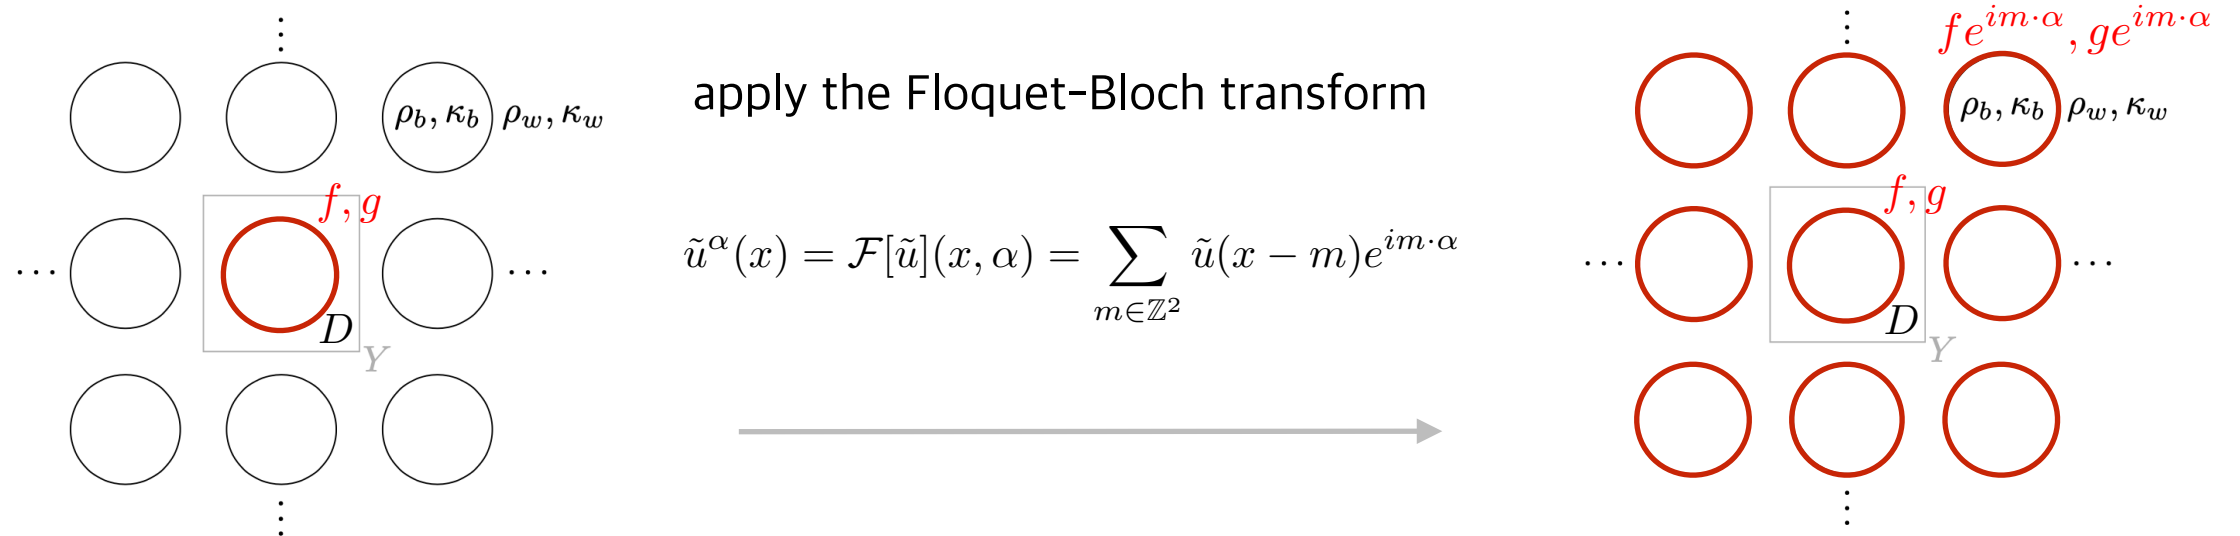 ρ_b, κ_b ρ_w, κ_w
f, g
D
Y
apply the Floquet-Bloch transform
ũ^α(x) = ℱ[ũ](x, α) = ∑_{m∈ℤ²} ũ(x − m)e^{im·α}
fe^{im·α}, ge^{im·α}
ρ_b, κ_b ρ_w, κ_w
f, g
D
Y